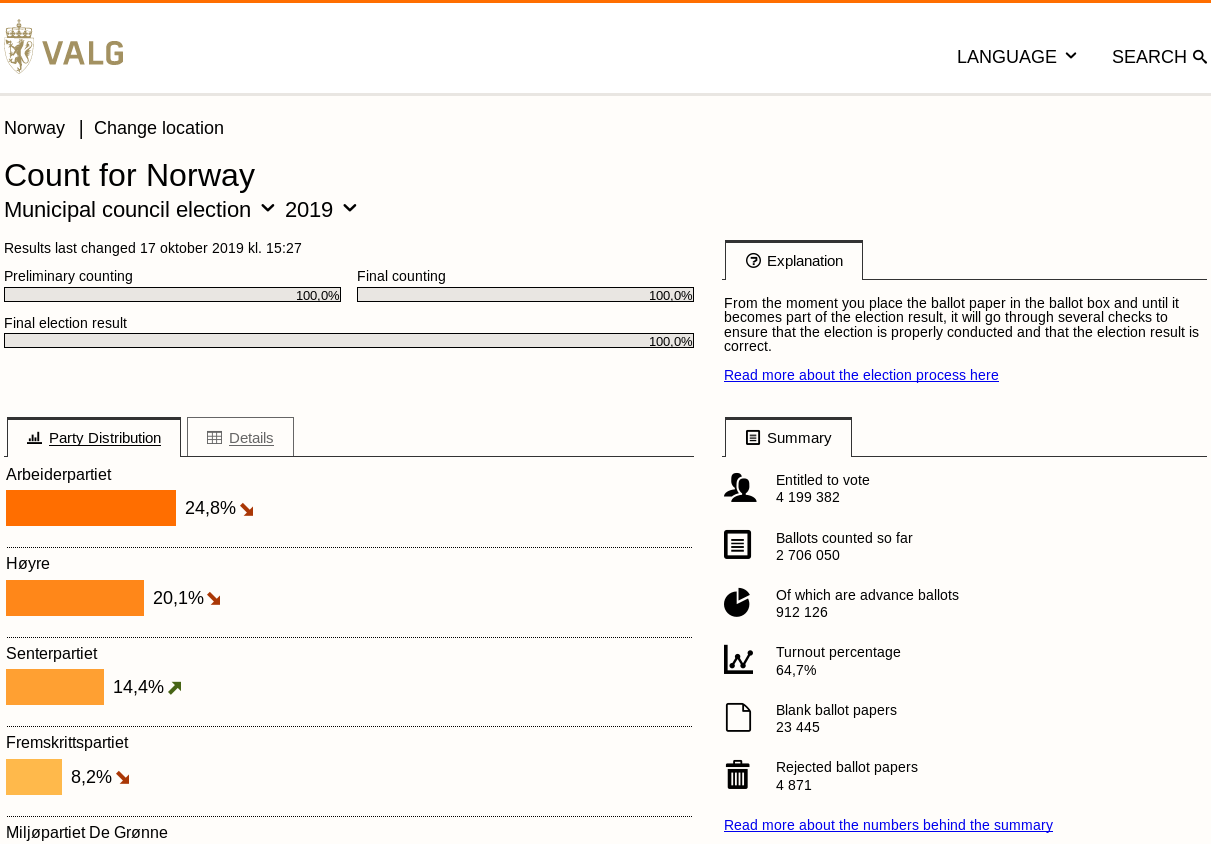 VALG
LANGUAGE
SEARCH
Norway | Change location
Count for Norway
Municipal council election 2019
Results last changed 17 oktober 2019 kl. 15:27
Preliminary counting
100,0%
Final counting
100,0%
Final election result
100,0%
Explanation
From the moment you place the ballot paper in the ballot box and until it
becomes part of the election result, it will go through several checks to
ensure that the election is properly conducted and that the election result is
correct.
Read more about the election process here
Party Distribution
Details
Arbeiderpartiet
24,8%
Høyre
20,1%
Senterpartiet
14,4%
Fremskrittspartiet
8,2%
Miljøpartiet De Grønne
Summary
Entitled to vote
4 199 382
Ballots counted so far
2 706 050
Of which are advance ballots
912 126
Turnout percentage
64,7%
Blank ballot papers
23 445
Rejected ballot papers
4 871
Read more about the numbers behind the summary